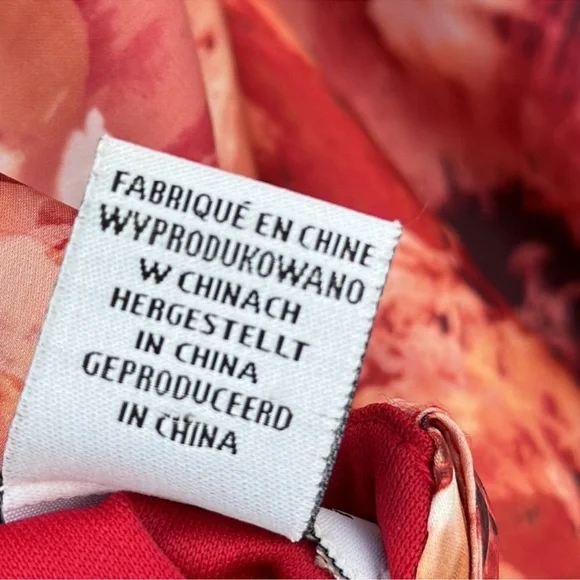 FABRIQUÉ EN CHINE
WYPRODUKOWANO
W CHINACH
HERGESTELLT
IN CHINA
GEPRODUCEERD
IN CHINA